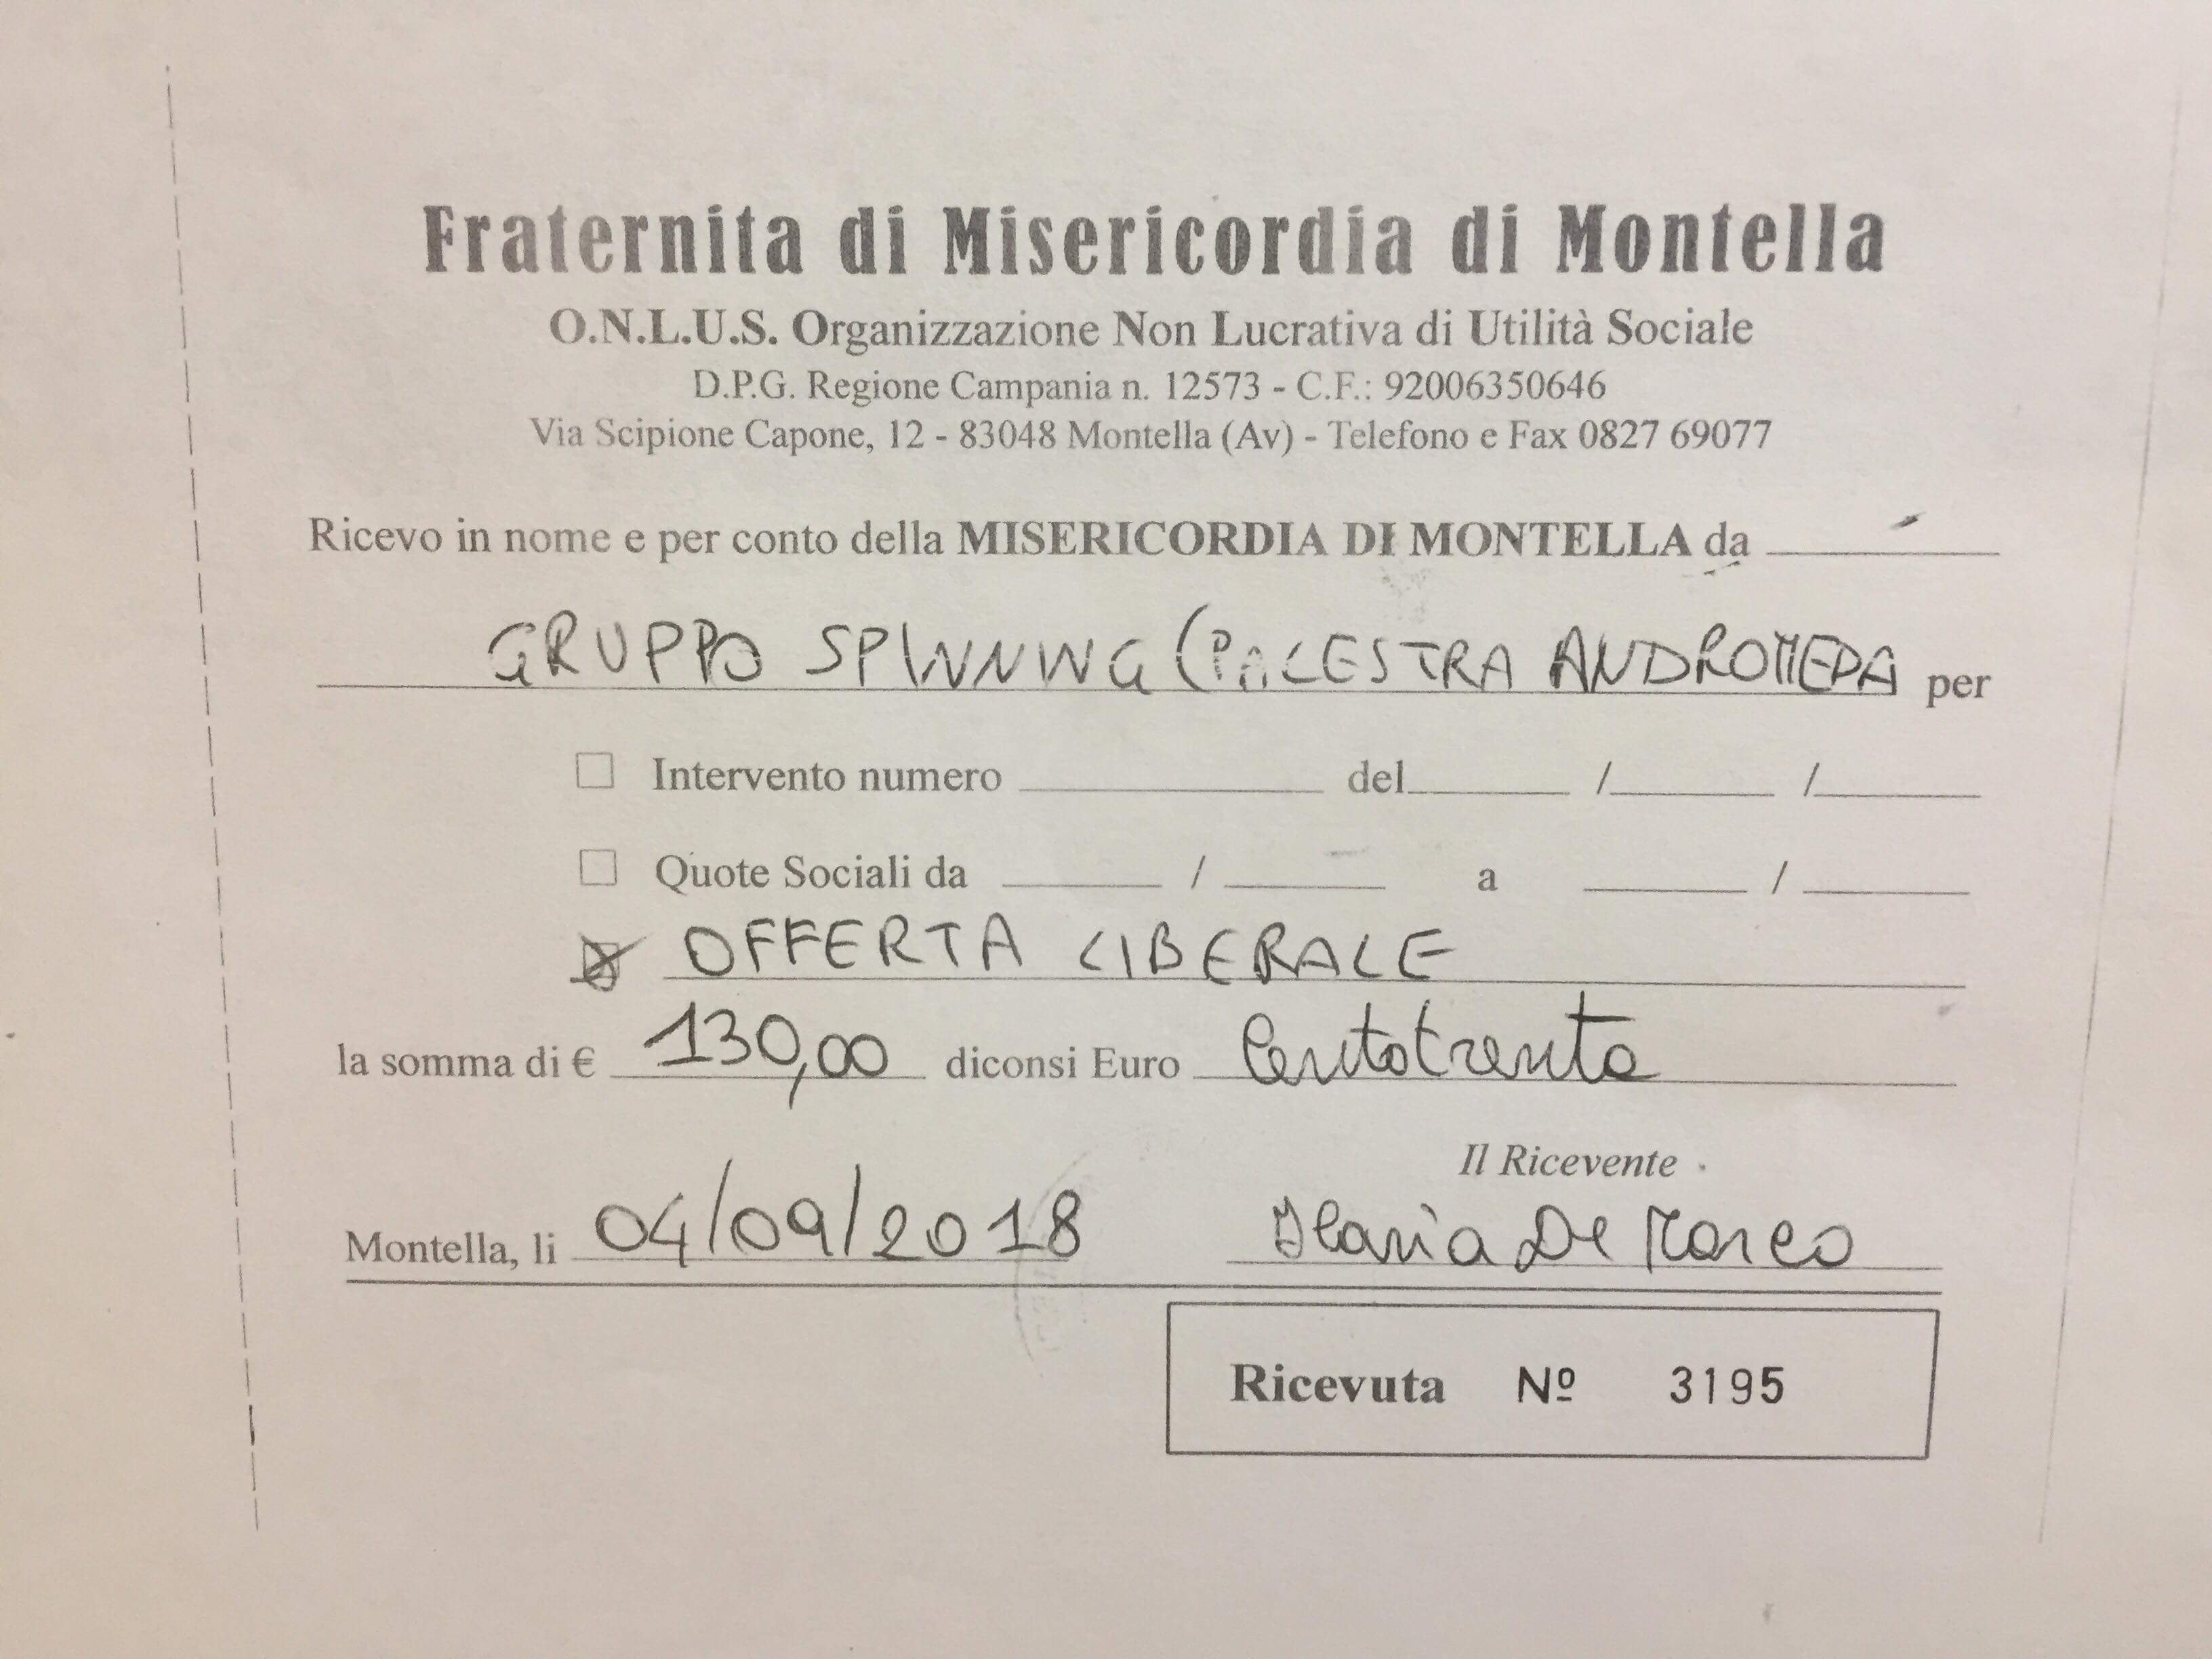 Fraternita di Misericordia di Montella
O.N.L.U.S. Organizzazione Non Lucrativa di Utilità Sociale
D.P.G. Regione Campania n. 12573 - C.F.: 92006350646
Via Scipione Capone, 12 - 83048 Montella (Av) - Telefono e Fax 0827 69077
Ricevo in nome e per conto della MISERICORDIA DI MONTELLA da
GRUPPO SPINNING (PALESTRA ANDROMEDA per
Intervento numero del / /
Quote Sociali da / a /
OFFERTA LIBERALE
la somma di € 130,00 diconsi Euro Centotrenta
Il Ricevente
Montella, li 04/09/2018 Ilaria De Marco
Ricevuta Nº 3195